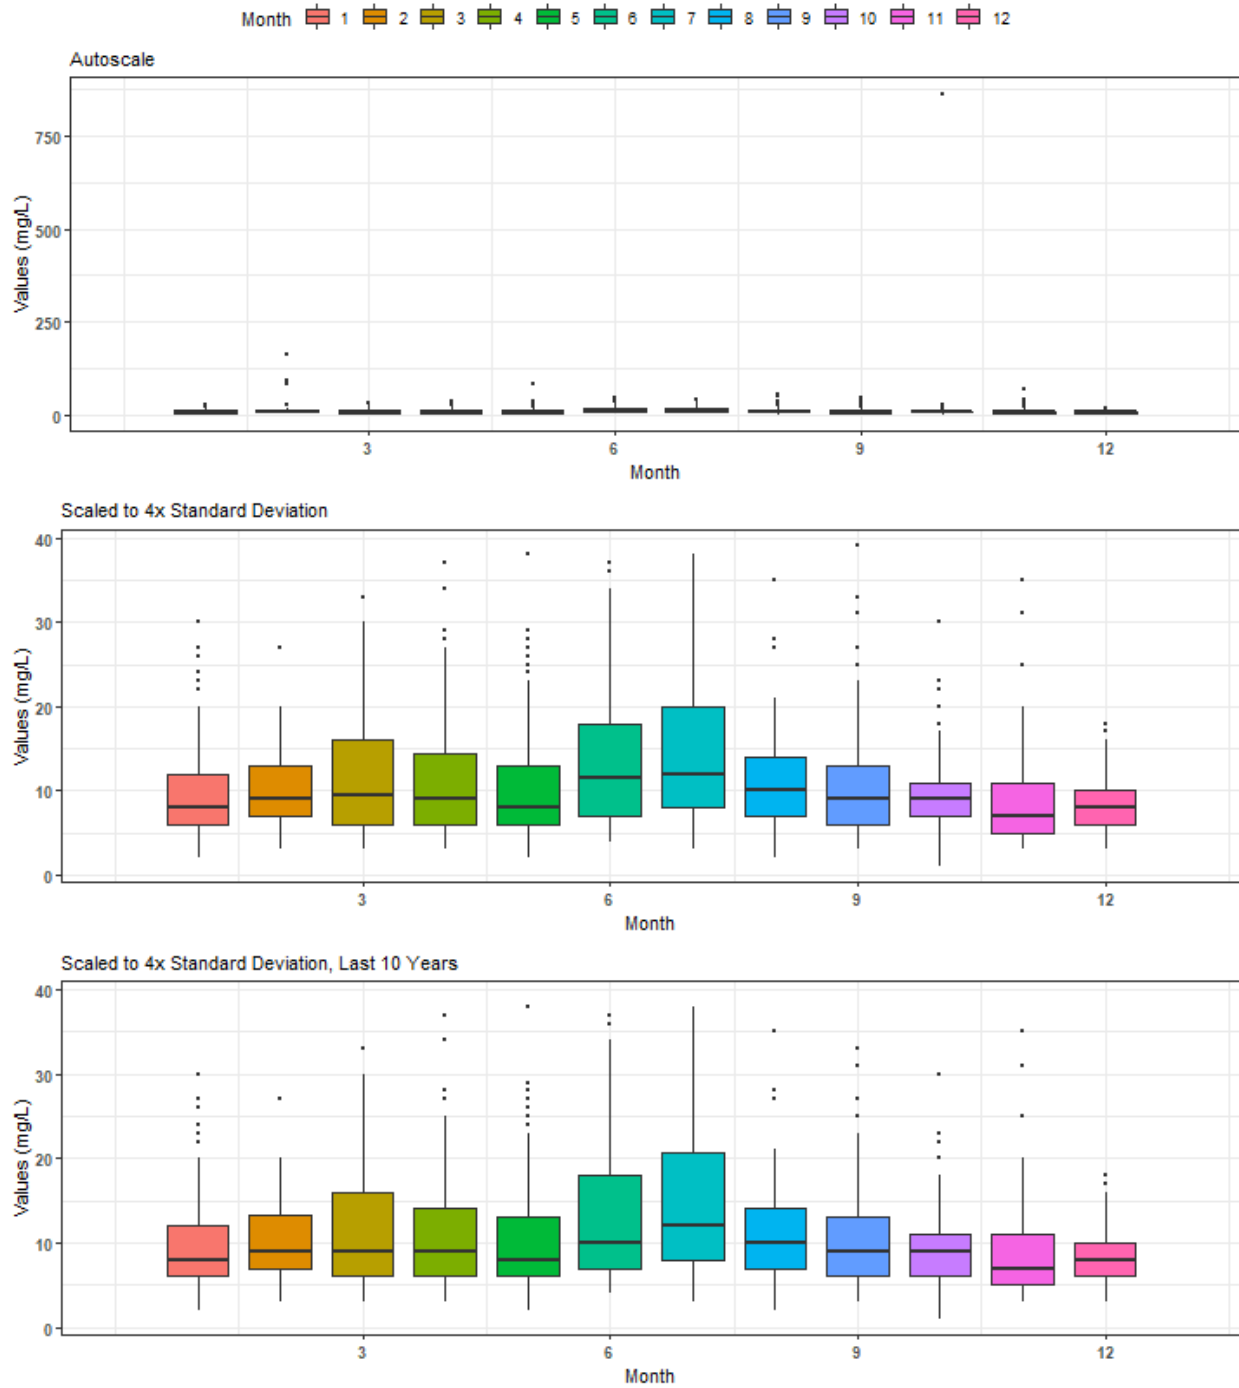 Month 1 2 3 4 5 6 7 8 9 10 11 12
Autoscale
Values (mg/L)
750
500
250
0
3 6 9 12
Month
Scaled to 4x Standard Deviation
Values (mg/L)
40
30
20
10
0
3 6 9 12
Month
Scaled to 4x Standard Deviation, Last 10 Years
Values (mg/L)
40
30
20
10
0
3 6 9 12
Month